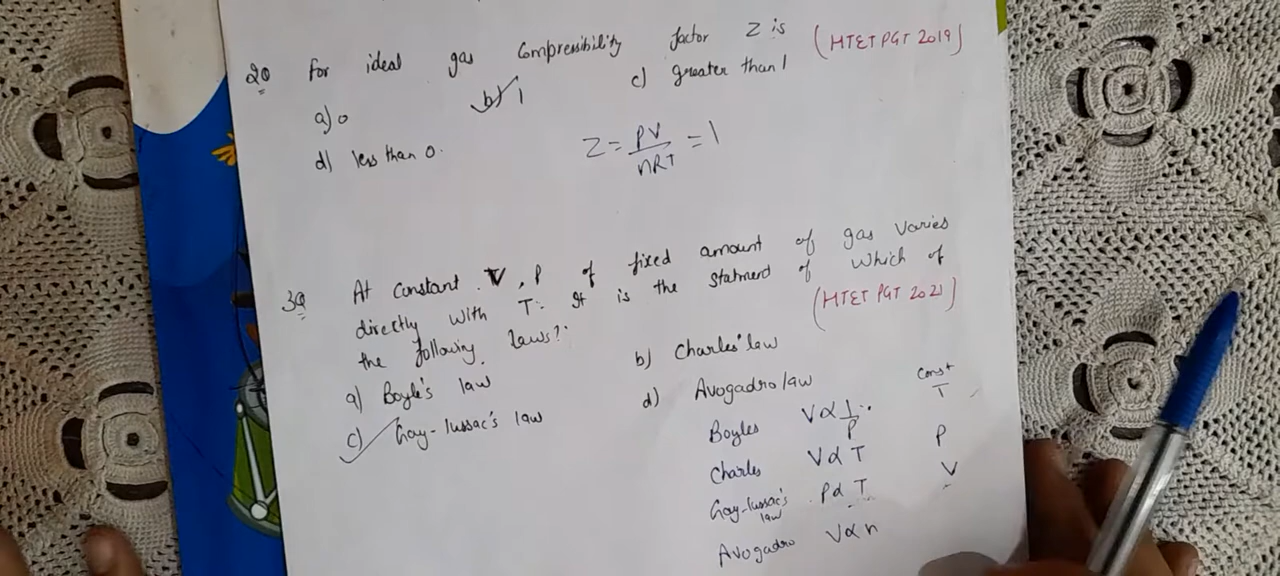 2Q For ideal gas Compressibility factor Z is (HTET PGT 2019)
a) 0 b) 1 c) greater than 1
d) less than 0.
Z = PV/nRT = 1
3Q At Constant V, P of fixed amount of gas varies
directly with T. It is the statment of which of
the following laws?. (HTET PGT 2021)
a) Boyle's law b) Charles' law
c) Gay-lussac's law d) Avogadro law
Const
Boyles V ∝ 1/P. T
Charles V ∝ T P
Gay-lussac's law P ∝ T V
Avogadro V ∝ n